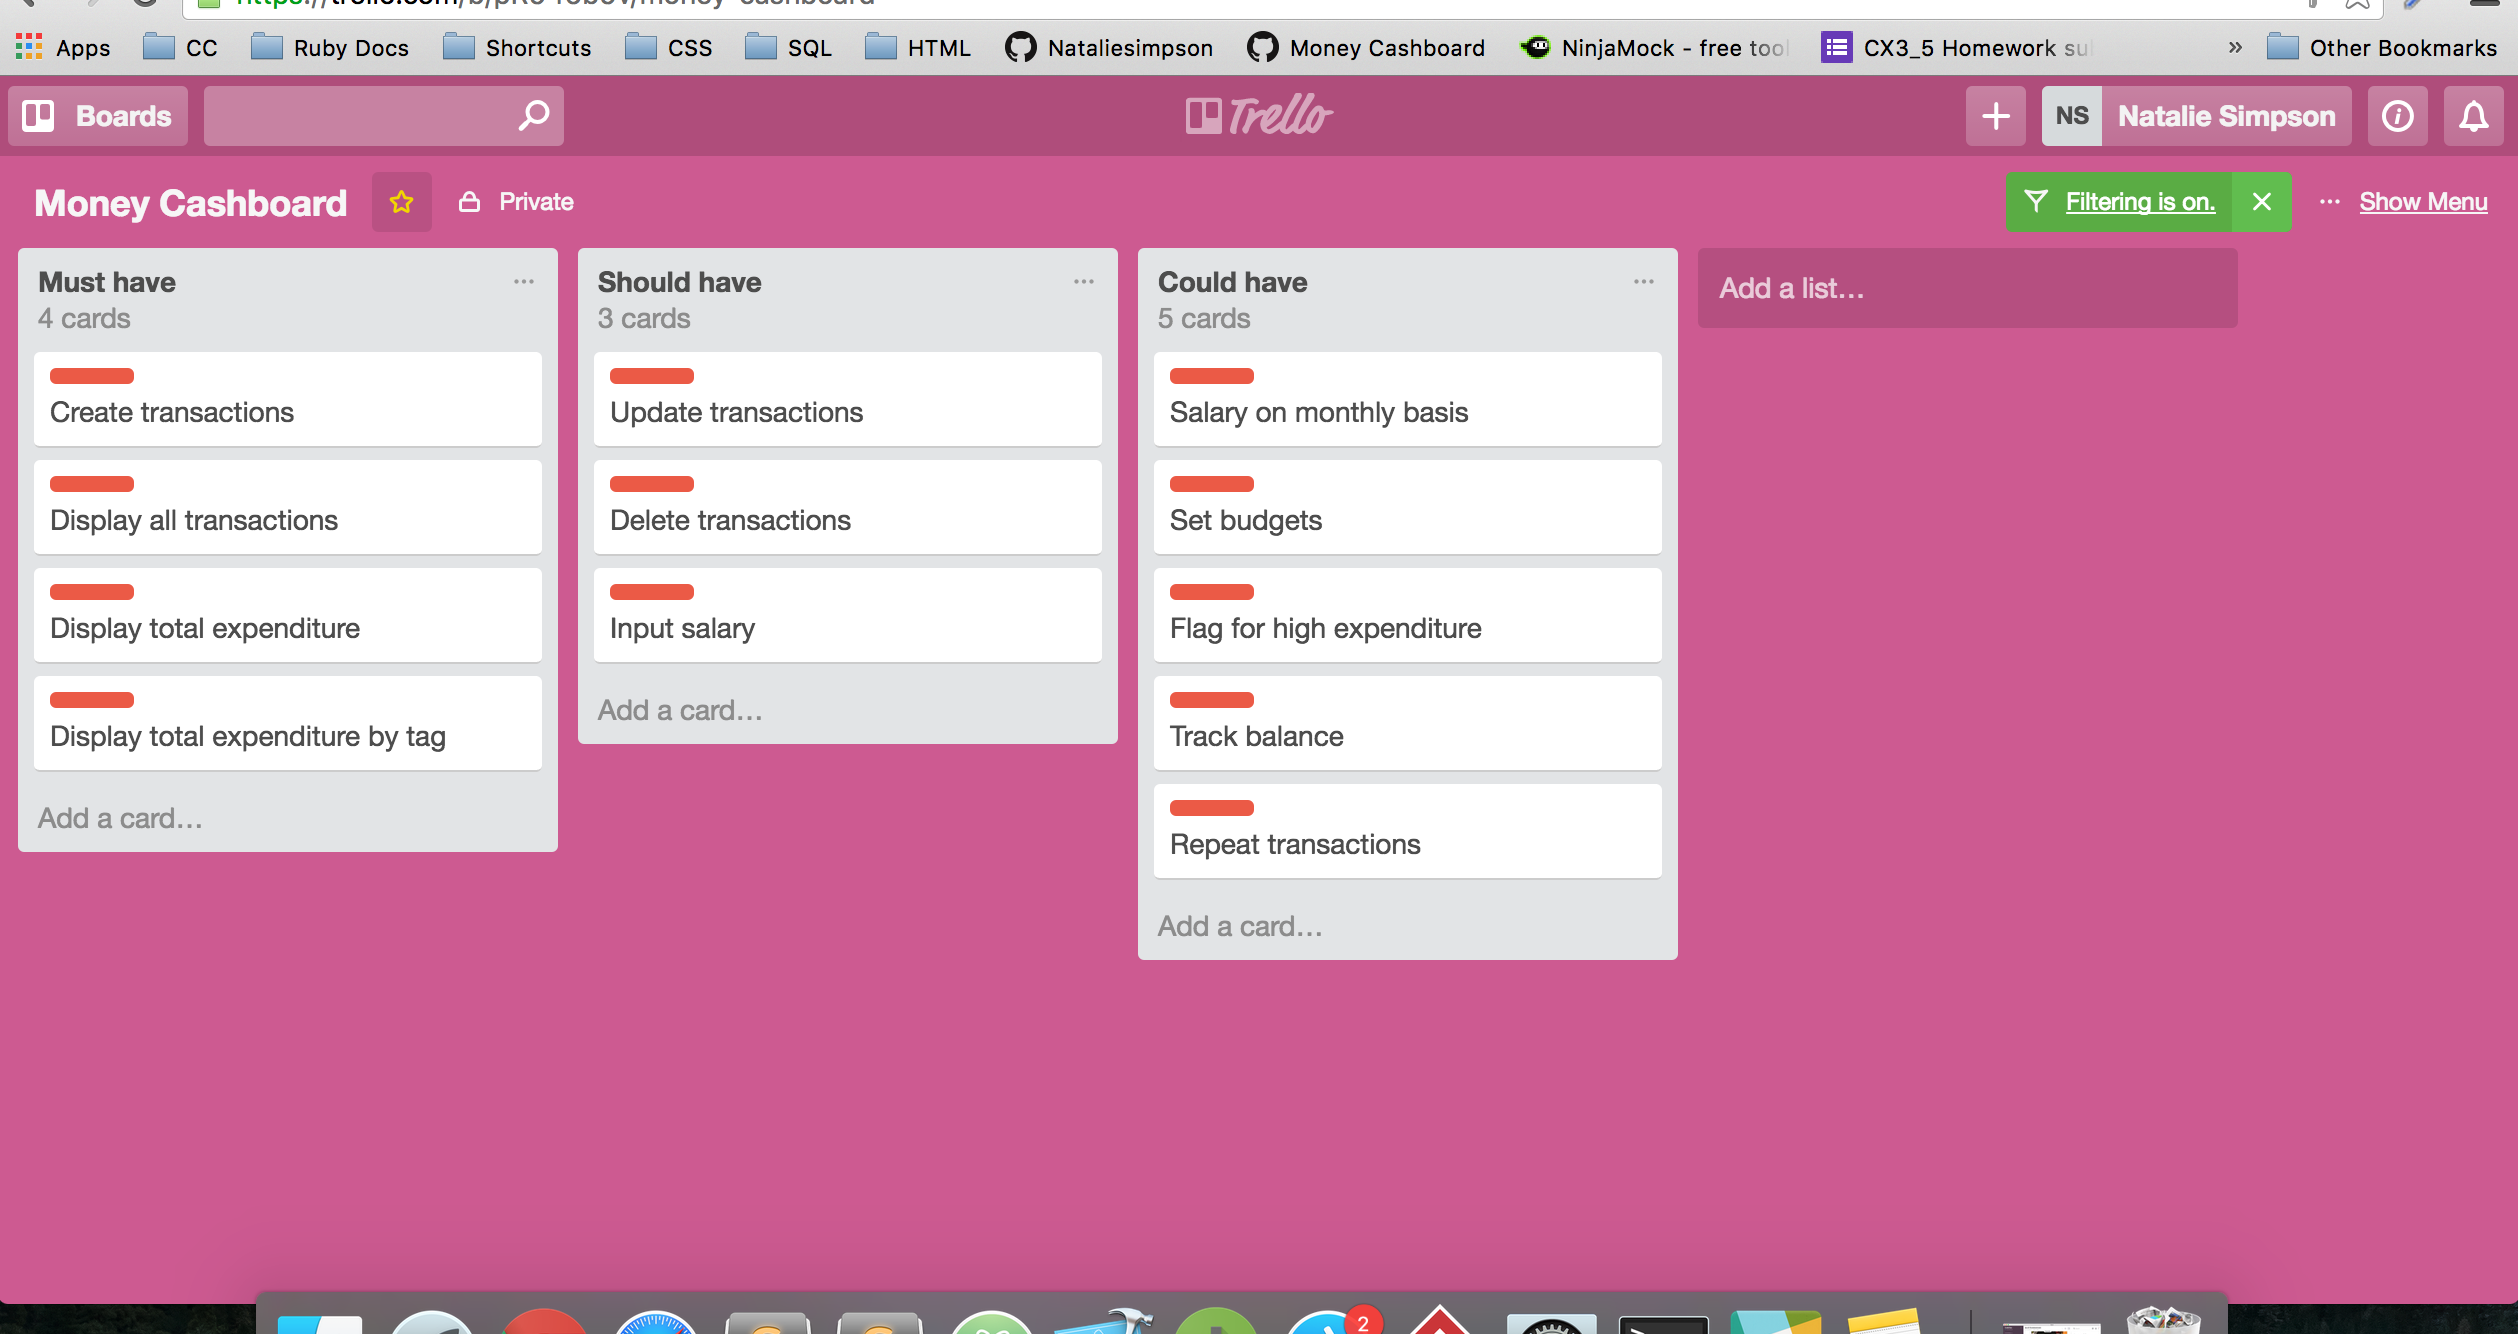 Apps CC Ruby Docs Shortcuts CSS SQL HTML Nataliesimpson Money Cashboard NinjaMock - free tool CX3_5 Homework su » Other Bookmarks
Boards Trello NS Natalie Simpson
Money Cashboard Private Filtering is on. Show Menu
Must have
4 cards
Create transactions
Display all transactions
Display total expenditure
Display total expenditure by tag
Add a card…
Should have
3 cards
Update transactions
Delete transactions
Input salary
Add a card…
Could have
5 cards
Salary on monthly basis
Set budgets
Flag for high expenditure
Track balance
Repeat transactions
Add a card…
Add a list…
2